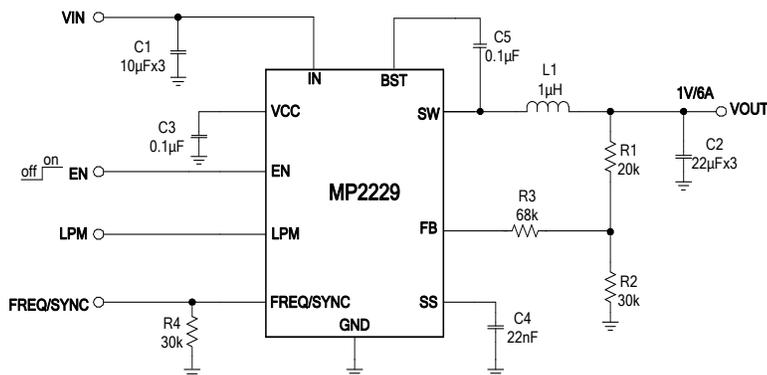 VIN
C1
10µFx3
IN
BST
C5
0.1µF
L1
1µH
1V/6A
VOUT
VCC
SW
C3
0.1µF
R1
20k
C2
22µFx3
off
on
EN
EN
MP2229
R3
68k
LPM
LPM
FB
R2
30k
FREQ/SYNC
FREQ/SYNC
SS
R4
30k
GND
C4
22nF